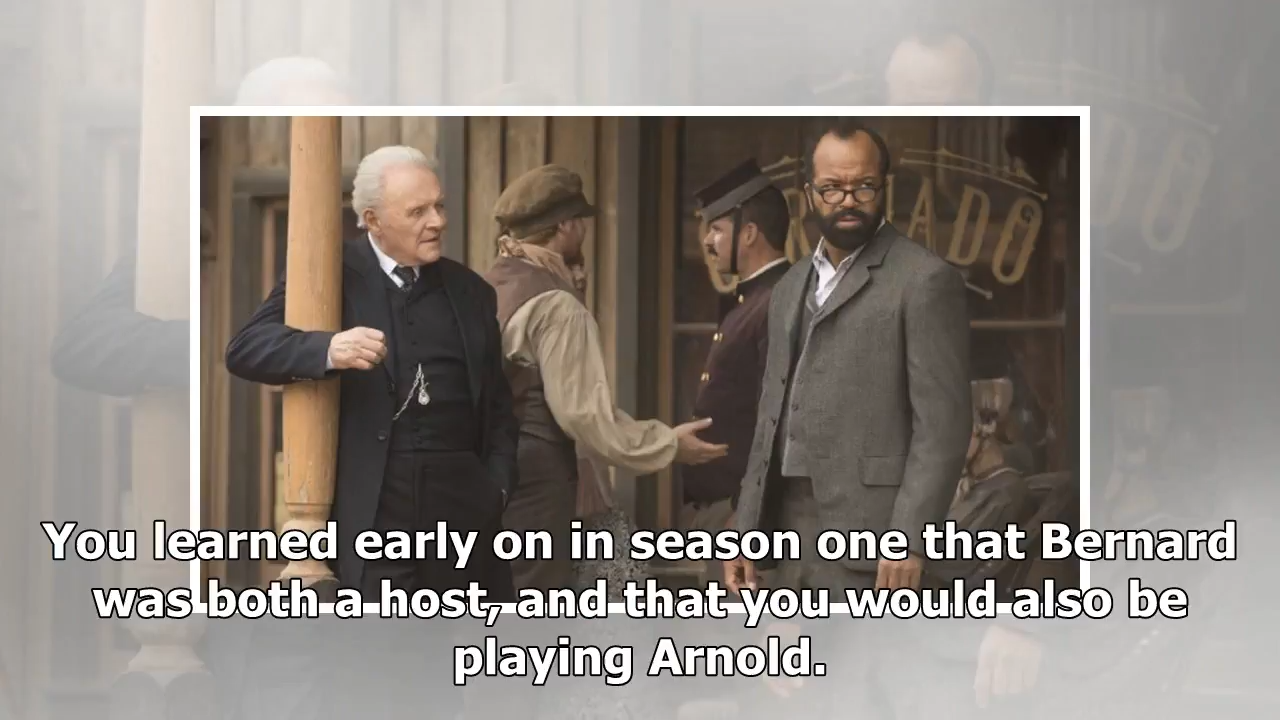 ADO
You learned early on in season one that Bernard
was both a host, and that you would also be
playing Arnold.